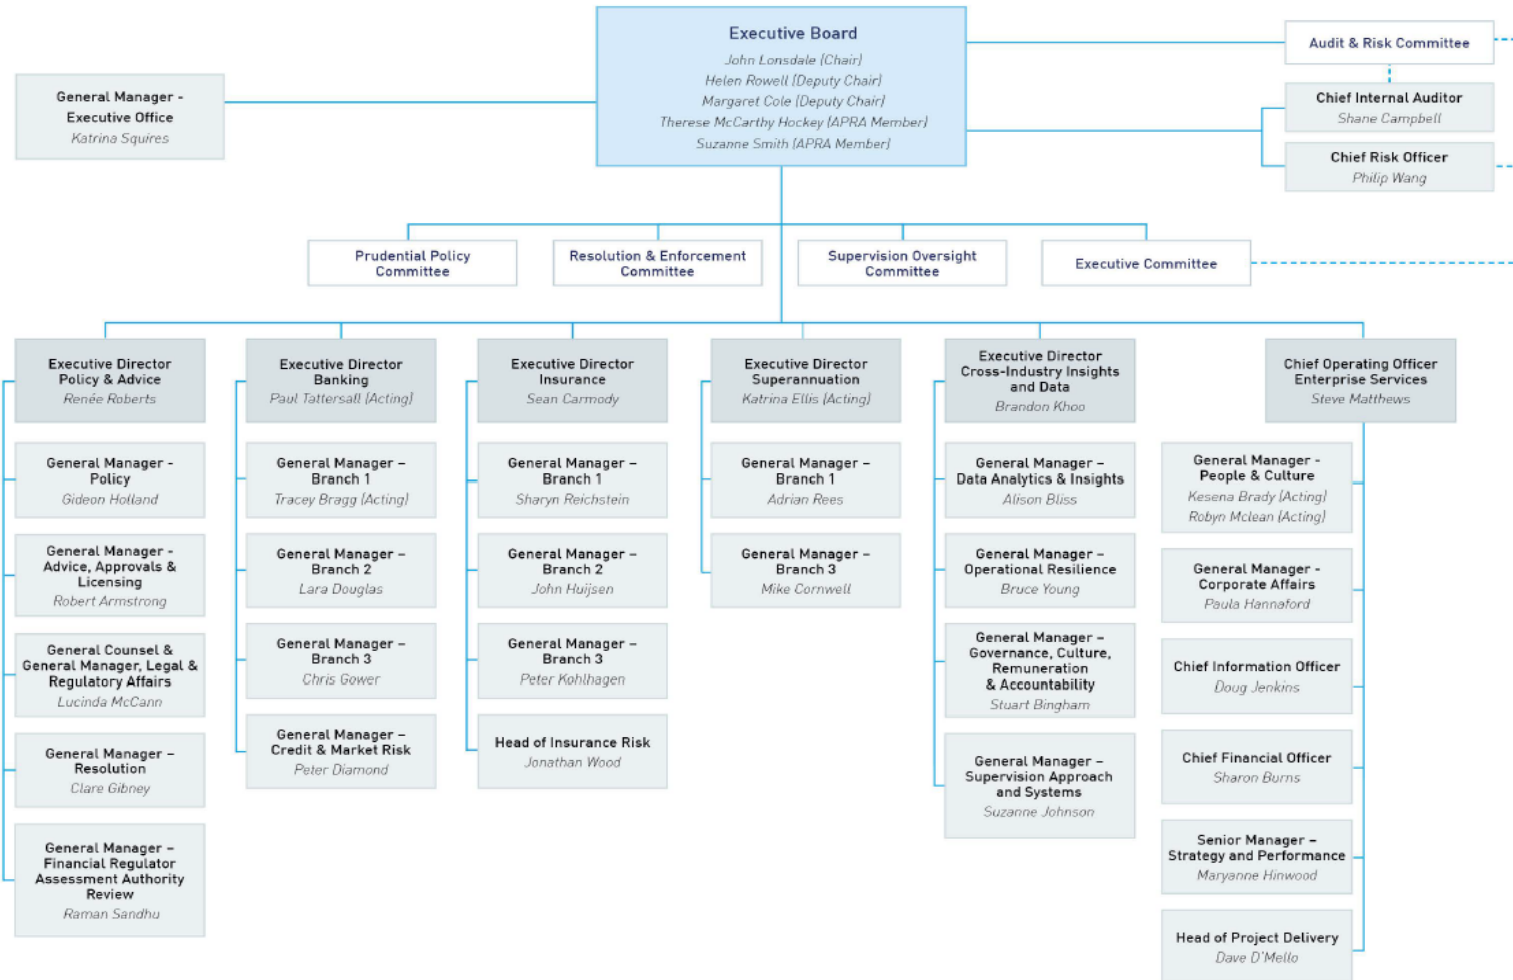 Executive Board
John Lonsdale (Chair)
Helen Rowell (Deputy Chair)
Margaret Cole (Deputy Chair)
Therese McCarthy Hockey (APRA Member)
Suzanne Smith (APRA Member)
General Manager -
Executive Office
Katrina Squires
Audit & Risk Committee
Chief Internal Auditor
Shane Campbell
Chief Risk Officer
Philip Wang
Prudential Policy
Committee
Resolution & Enforcement
Committee
Supervision Oversight
Committee
Executive Committee
Executive Director
Policy & Advice
Renée Roberts
General Manager -
Policy
Gideon Holland
General Manager -
Advice, Approvals &
Licensing
Robert Armstrong
General Counsel &
General Manager, Legal &
Regulatory Affairs
Lucinda McCann
General Manager –
Resolution
Clare Gibney
General Manager –
Financial Regulator
Assessment Authority
Review
Raman Sandhu
Executive Director
Banking
Paul Tattersall (Acting)
General Manager –
Branch 1
Tracey Bragg (Acting)
General Manager –
Branch 2
Lara Douglas
General Manager –
Branch 3
Chris Gower
General Manager –
Credit & Market Risk
Peter Diamond
Executive Director
Insurance
Sean Carmody
General Manager –
Branch 1
Sharyn Reichstein
General Manager –
Branch 2
John Huijsen
General Manager –
Branch 3
Peter Kohlhagen
Head of Insurance Risk
Jonathan Wood
Executive Director
Superannuation
Katrina Ellis (Acting)
General Manager –
Branch 1
Adrian Rees
General Manager –
Branch 3
Mike Cornwell
Executive Director
Cross-Industry Insights
and Data
Brandon Khoo
General Manager –
Data Analytics & Insights
Alison Bliss
General Manager –
Operational Resilience
Bruce Young
General Manager –
Governance, Culture,
Remuneration
& Accountability
Stuart Bingham
General Manager –
Supervision Approach
and Systems
Suzanne Johnson
Chief Operating Officer
Enterprise Services
Steve Matthews
General Manager -
People & Culture
Kesena Brady (Acting)
Robyn Mclean (Acting)
General Manager -
Corporate Affairs
Paula Hannaford
Chief Information Officer
Doug Jenkins
Chief Financial Officer
Sharon Burns
Senior Manager –
Strategy and Performance
Maryanne Hinwood
Head of Project Delivery
Dave D'Mello